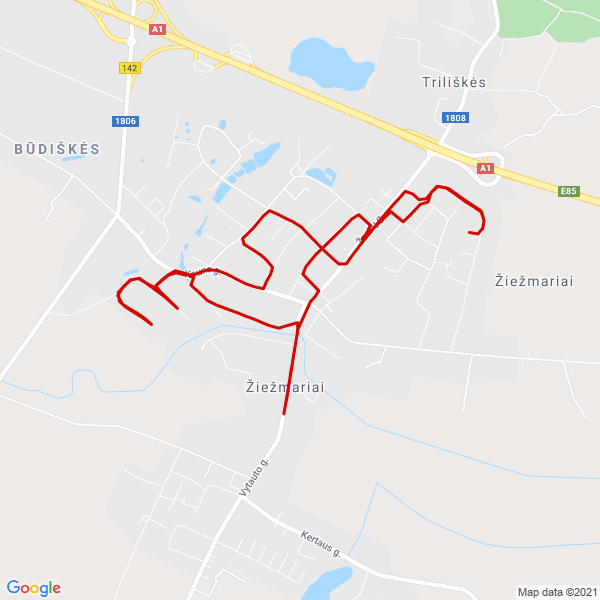 A1
142
Triliškės
1806
1808
BŪDIŠKĖS
A1
E85
Kauno g.
Žiežmariai
Žiežmariai
Vytauto g.
Kertaus g.
Google
Map data ©2021